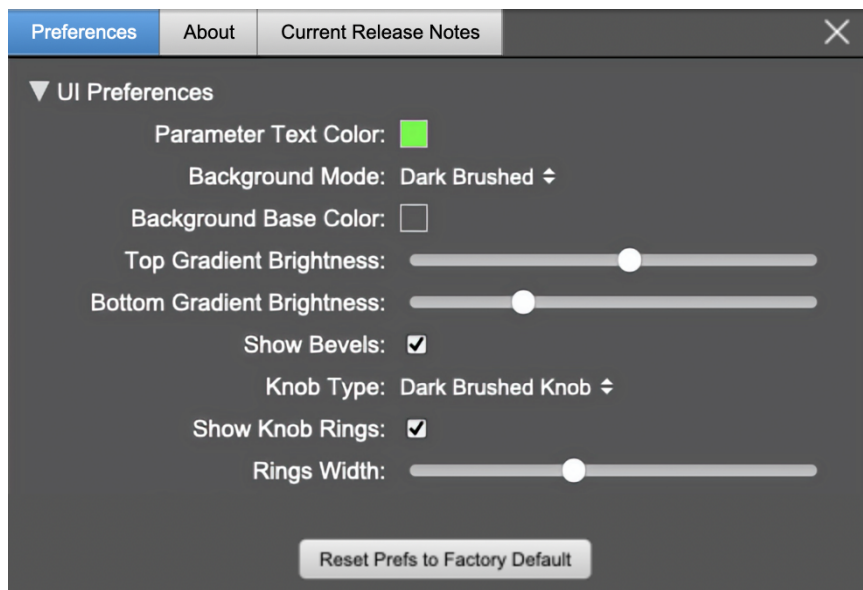 Preferences About Current Release Notes
UI Preferences
Parameter Text Color:
Background Mode: Dark Brushed
Background Base Color:
Top Gradient Brightness:
Bottom Gradient Brightness:
Show Bevels:
Knob Type: Dark Brushed Knob
Show Knob Rings:
Rings Width:
Reset Prefs to Factory Default